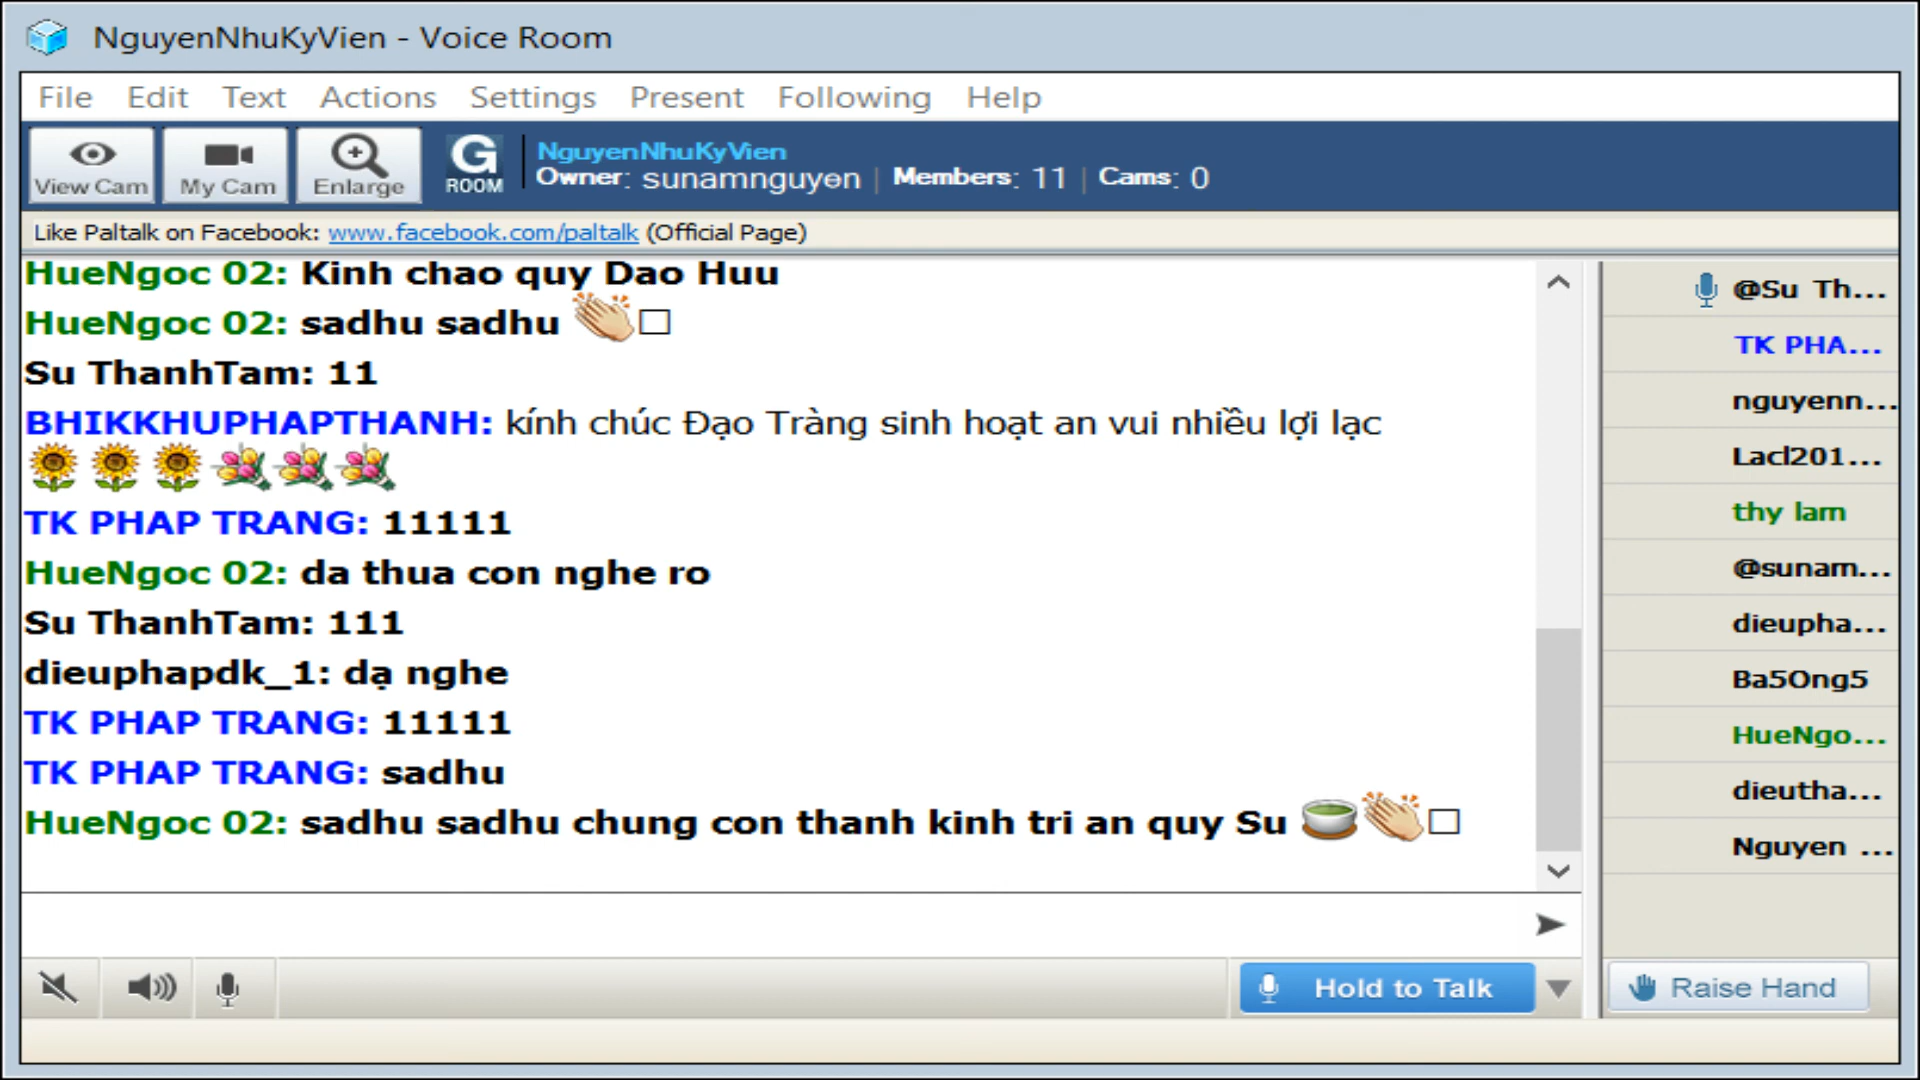 NguyenNhuKyVien - Voice Room
File Edit Text Actions Settings Present Following Help
View Cam My Cam Enlarge G ROOM
NguyenNhuKyVien
Owner: sunamnguyen | Members: 11 | Cams: 0
Like Paltalk on Facebook: www.facebook.com/paltalk (Official Page)
HueNgoc 02: Kinh chao quy Dao Huu
HueNgoc 02: sadhu sadhu
Su ThanhTam: 11
BHIKKHUPHAPTHANH: kính chúc Đạo Tràng sinh hoạt an vui nhiều lợi lạc
TK PHAP TRANG: 11111
HueNgoc 02: da thua con nghe ro
Su ThanhTam: 111
dieuphapdk_1: dạ nghe
TK PHAP TRANG: 11111
TK PHAP TRANG: sadhu
HueNgoc 02: sadhu sadhu chung con thanh kinh tri an quy Su
@Su Th...
TK PHA...
nguyenn...
Lacl201...
thy lam
@sunam...
dieupha...
Ba5Ong5
HueNgo...
dieutha...
Nguyen ...
Hold to Talk
Raise Hand